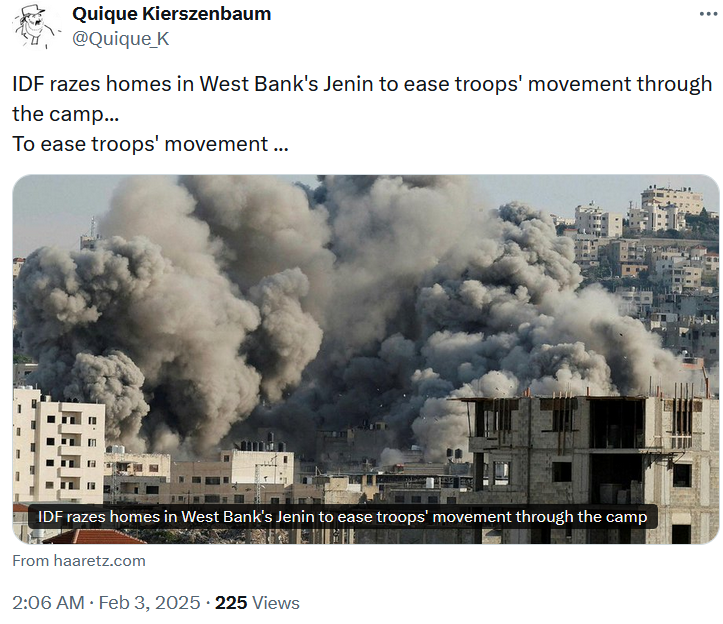 Quique Kierszenbaum
@Quique_K
IDF razes homes in West Bank's Jenin to ease troops' movement through
the camp...
To ease troops' movement ...
IDF razes homes in West Bank's Jenin to ease troops' movement through the camp
From haaretz.com
2:06 AM · Feb 3, 2025 · 225 Views